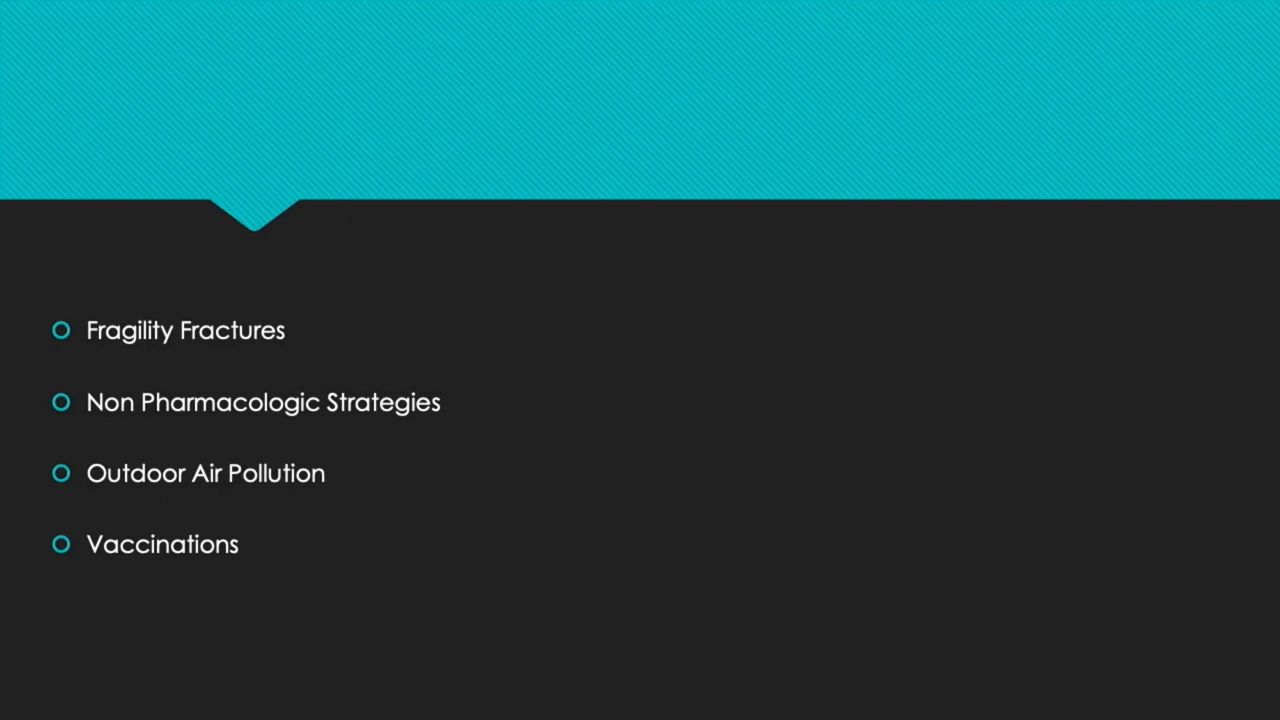 Fragility Fractures
Non Pharmacologic Strategies
Outdoor Air Pollution
Vaccinations